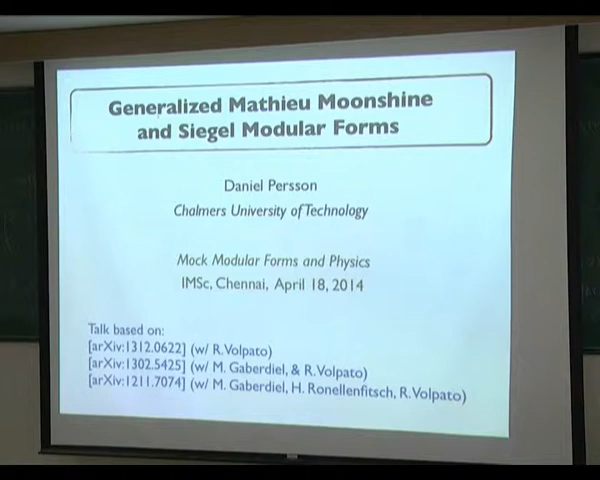 Generalized Mathieu Moonshine
and Siegel Modular Forms
Daniel Persson
Chalmers University of Technology
Mock Modular Forms and Physics
IMSc, Chennai, April 18, 2014
Talk based on:
[arXiv:1312.0622] (w/ R. Volpato)
[arXiv:1302.5425] (w/ M. Gaberdiel, & R. Volpato)
[arXiv:1211.7074] (w/ M. Gaberdiel, H. Ronellenfitsch, R. Volpato)